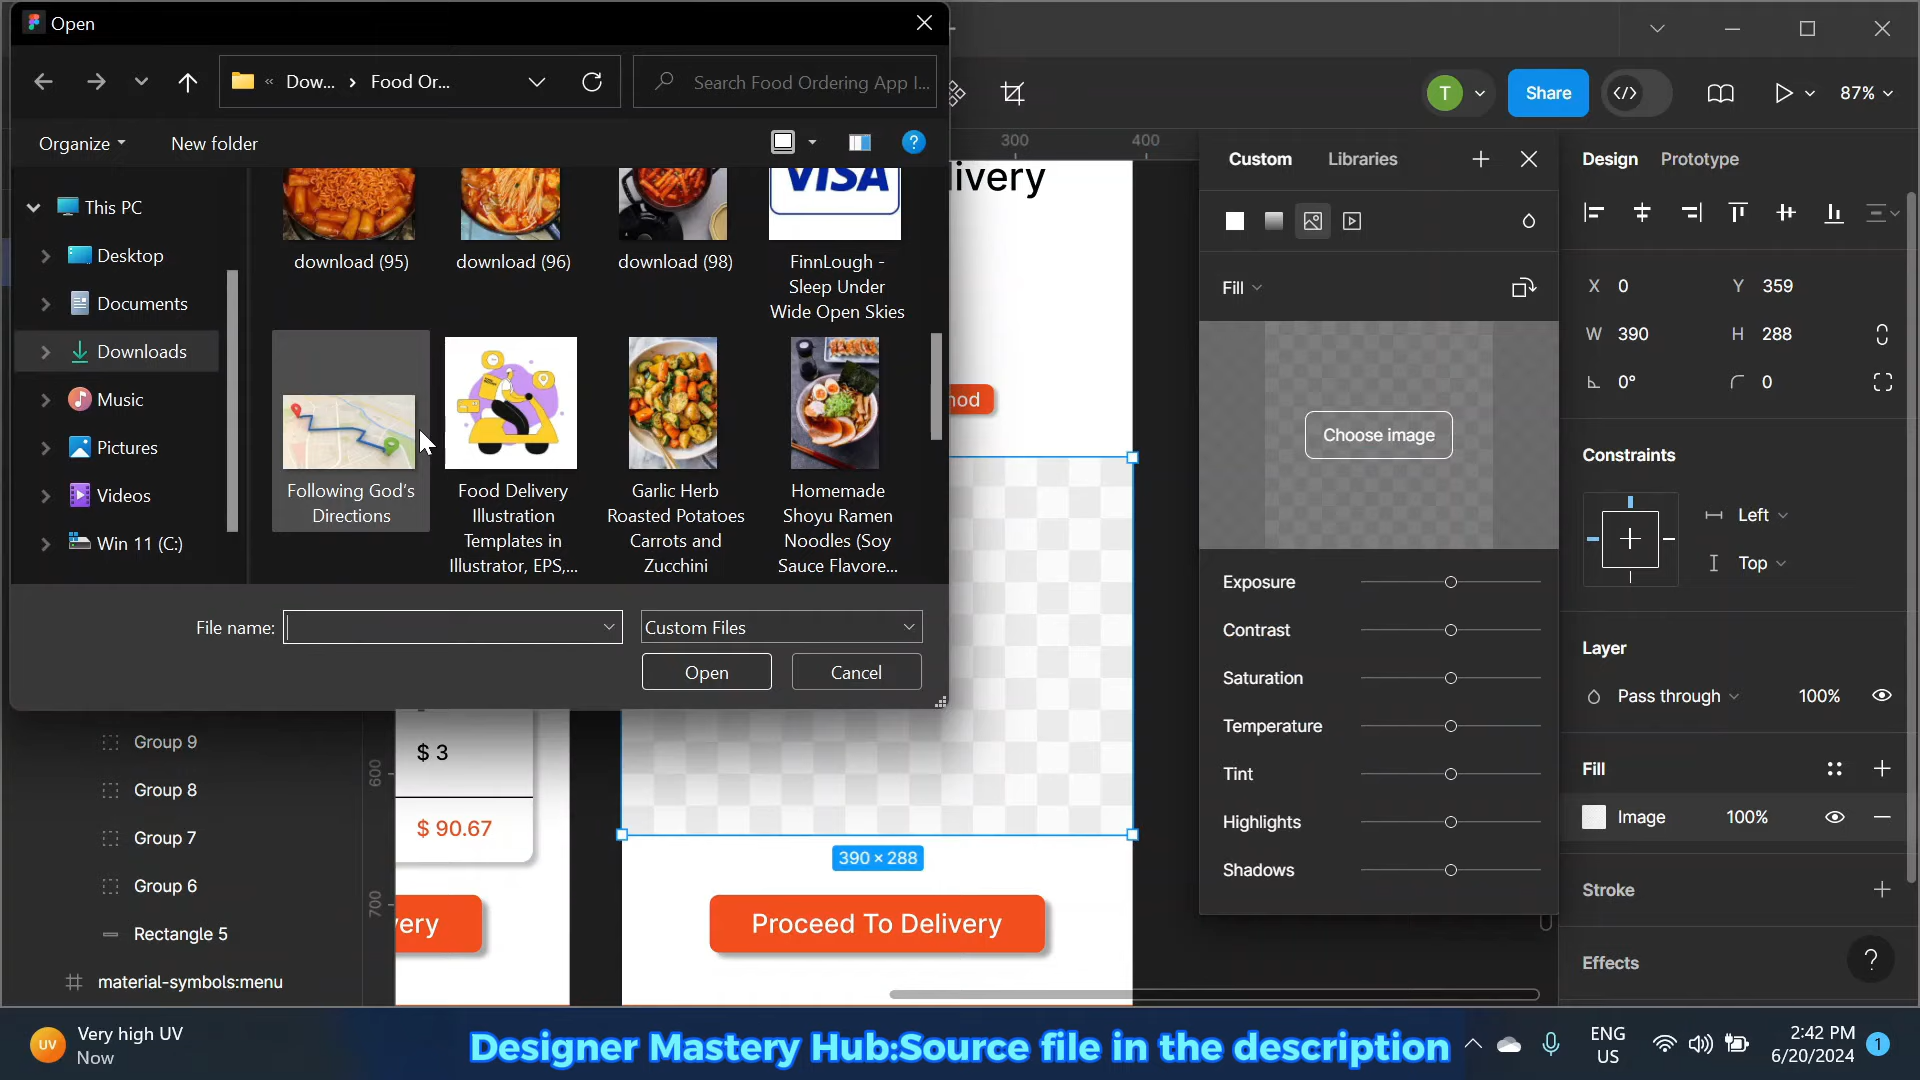 Open
Dow...
Food Or...
Search Food Ordering App I...
Organize
New folder
This PC
Desktop
Documents
Downloads
Music
Pictures
Videos
Win 11 (C:)
VISA
download (95)
download (96)
download (98)
FinnLough -
Sleep Under
Wide Open Skies
Following God's
Directions
Food Delivery
Illustration
Templates in
Illustrator, EPS,...
Garlic Herb
Roasted Potatoes
Carrots and
Zucchini
Homemade
Shoyu Ramen
Noodles (Soy
Sauce Flavore...
File name:
Custom Files
Open
Cancel
Group 9
Group 8
Group 7
Group 6
Rectangle 5
material-symbols:menu
600
700
$ 3
$ 90.67
very
300
400
livery
nod
390 × 288
Proceed To Delivery
T
Share
87%
Custom
Libraries
Fill
Choose image
Exposure
Contrast
Saturation
Temperature
Tint
Highlights
Shadows
Design
Prototype
X 0
Y 359
W 390
H 288
0°
0
Constraints
Left
Top
Layer
Pass through
100%
Fill
Image
100%
Stroke
Effects
?
UV
Very high UV
Now
Designer Mastery Hub:Source file in the description
ENG
US
2:42 PM
6/20/2024
1